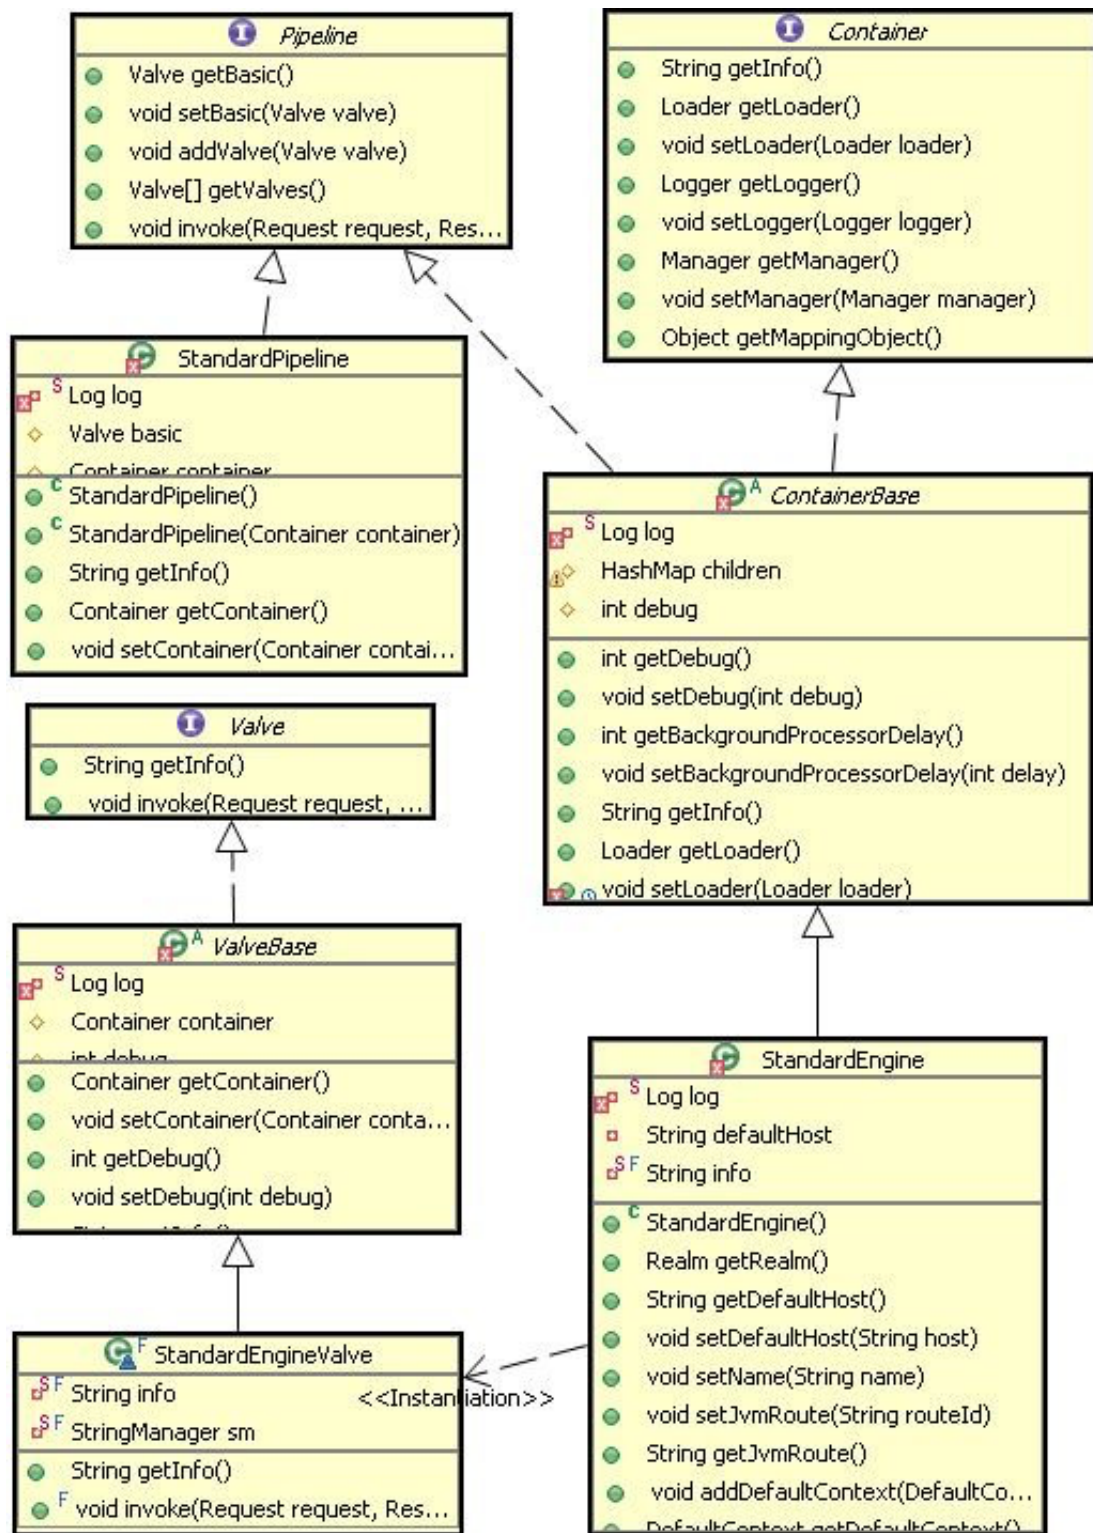 Pipeline
Valve getBasic()
void setBasic(Valve valve)
void addValve(Valve valve)
Valve[] getValves()
void invoke(Request request, Res...
Container
String getInfo()
Loader getLoader()
void setLoader(Loader loader)
Logger getLogger()
void setLogger(Logger logger)
Manager getManager()
void setManager(Manager manager)
Object getMappingObject()
StandardPipeline
S Log log
Valve basic
Container container
C StandardPipeline()
C StandardPipeline(Container container)
String getInfo()
Container getContainer()
void setContainer(Container contai...
A ContainerBase
S Log log
HashMap children
int debug
int getDebug()
void setDebug(int debug)
int getBackgroundProcessorDelay()
void setBackgroundProcessorDelay(int delay)
String getInfo()
Loader getLoader()
void setLoader(Loader loader)
Valve
String getInfo()
void invoke(Request request, ...
A ValveBase
S Log log
Container container
int debug
Container getContainer()
void setContainer(Container conta...
int getDebug()
void setDebug(int debug)
StandardEngine
S Log log
String defaultHost
S F String info
C StandardEngine()
Realm getRealm()
String getDefaultHost()
void setDefaultHost(String host)
void setName(String name)
void setJvmRoute(String routeId)
String getJvmRoute()
void addDefaultContext(DefaultCo...
DefaultContext getDefaultContext()
F StandardEngineValve
S F String info
S F StringManager sm
String getInfo()
F void invoke(Request request, Res...
<<Instantiation>>